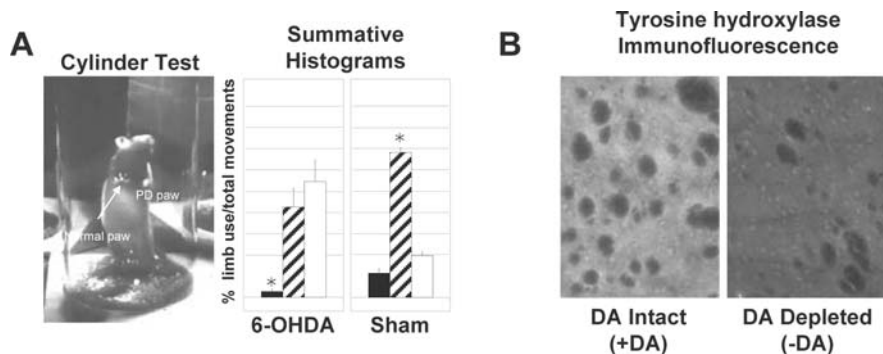 A
Cylinder Test
PD paw
Normal paw
Summative
Histograms
% limb use/total movements
*
*
6-OHDA
Sham
B
Tyrosine hydroxylase
Immunofluorescence
DA Intact
(+DA)
DA Depleted
(-DA)